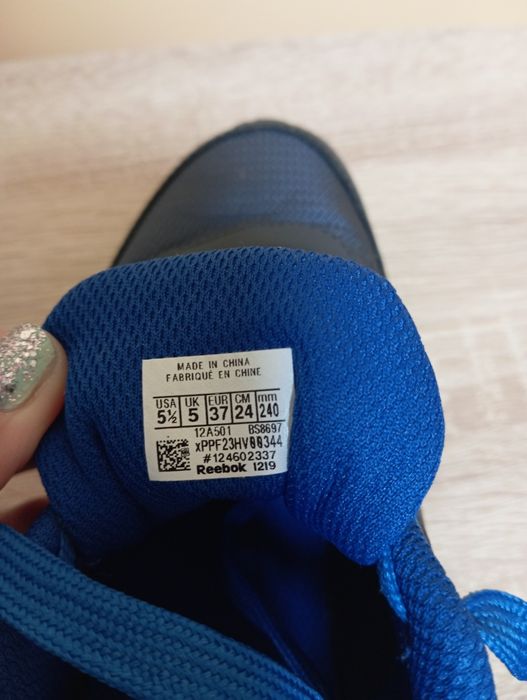 MADE IN CHINA
FABRIQUÉ EN CHINE
USA UK EUR CM mm
5½ 5 37 24 240
12A501 BS8697
xPPF23HV00344
#124602337
Reebok 1219